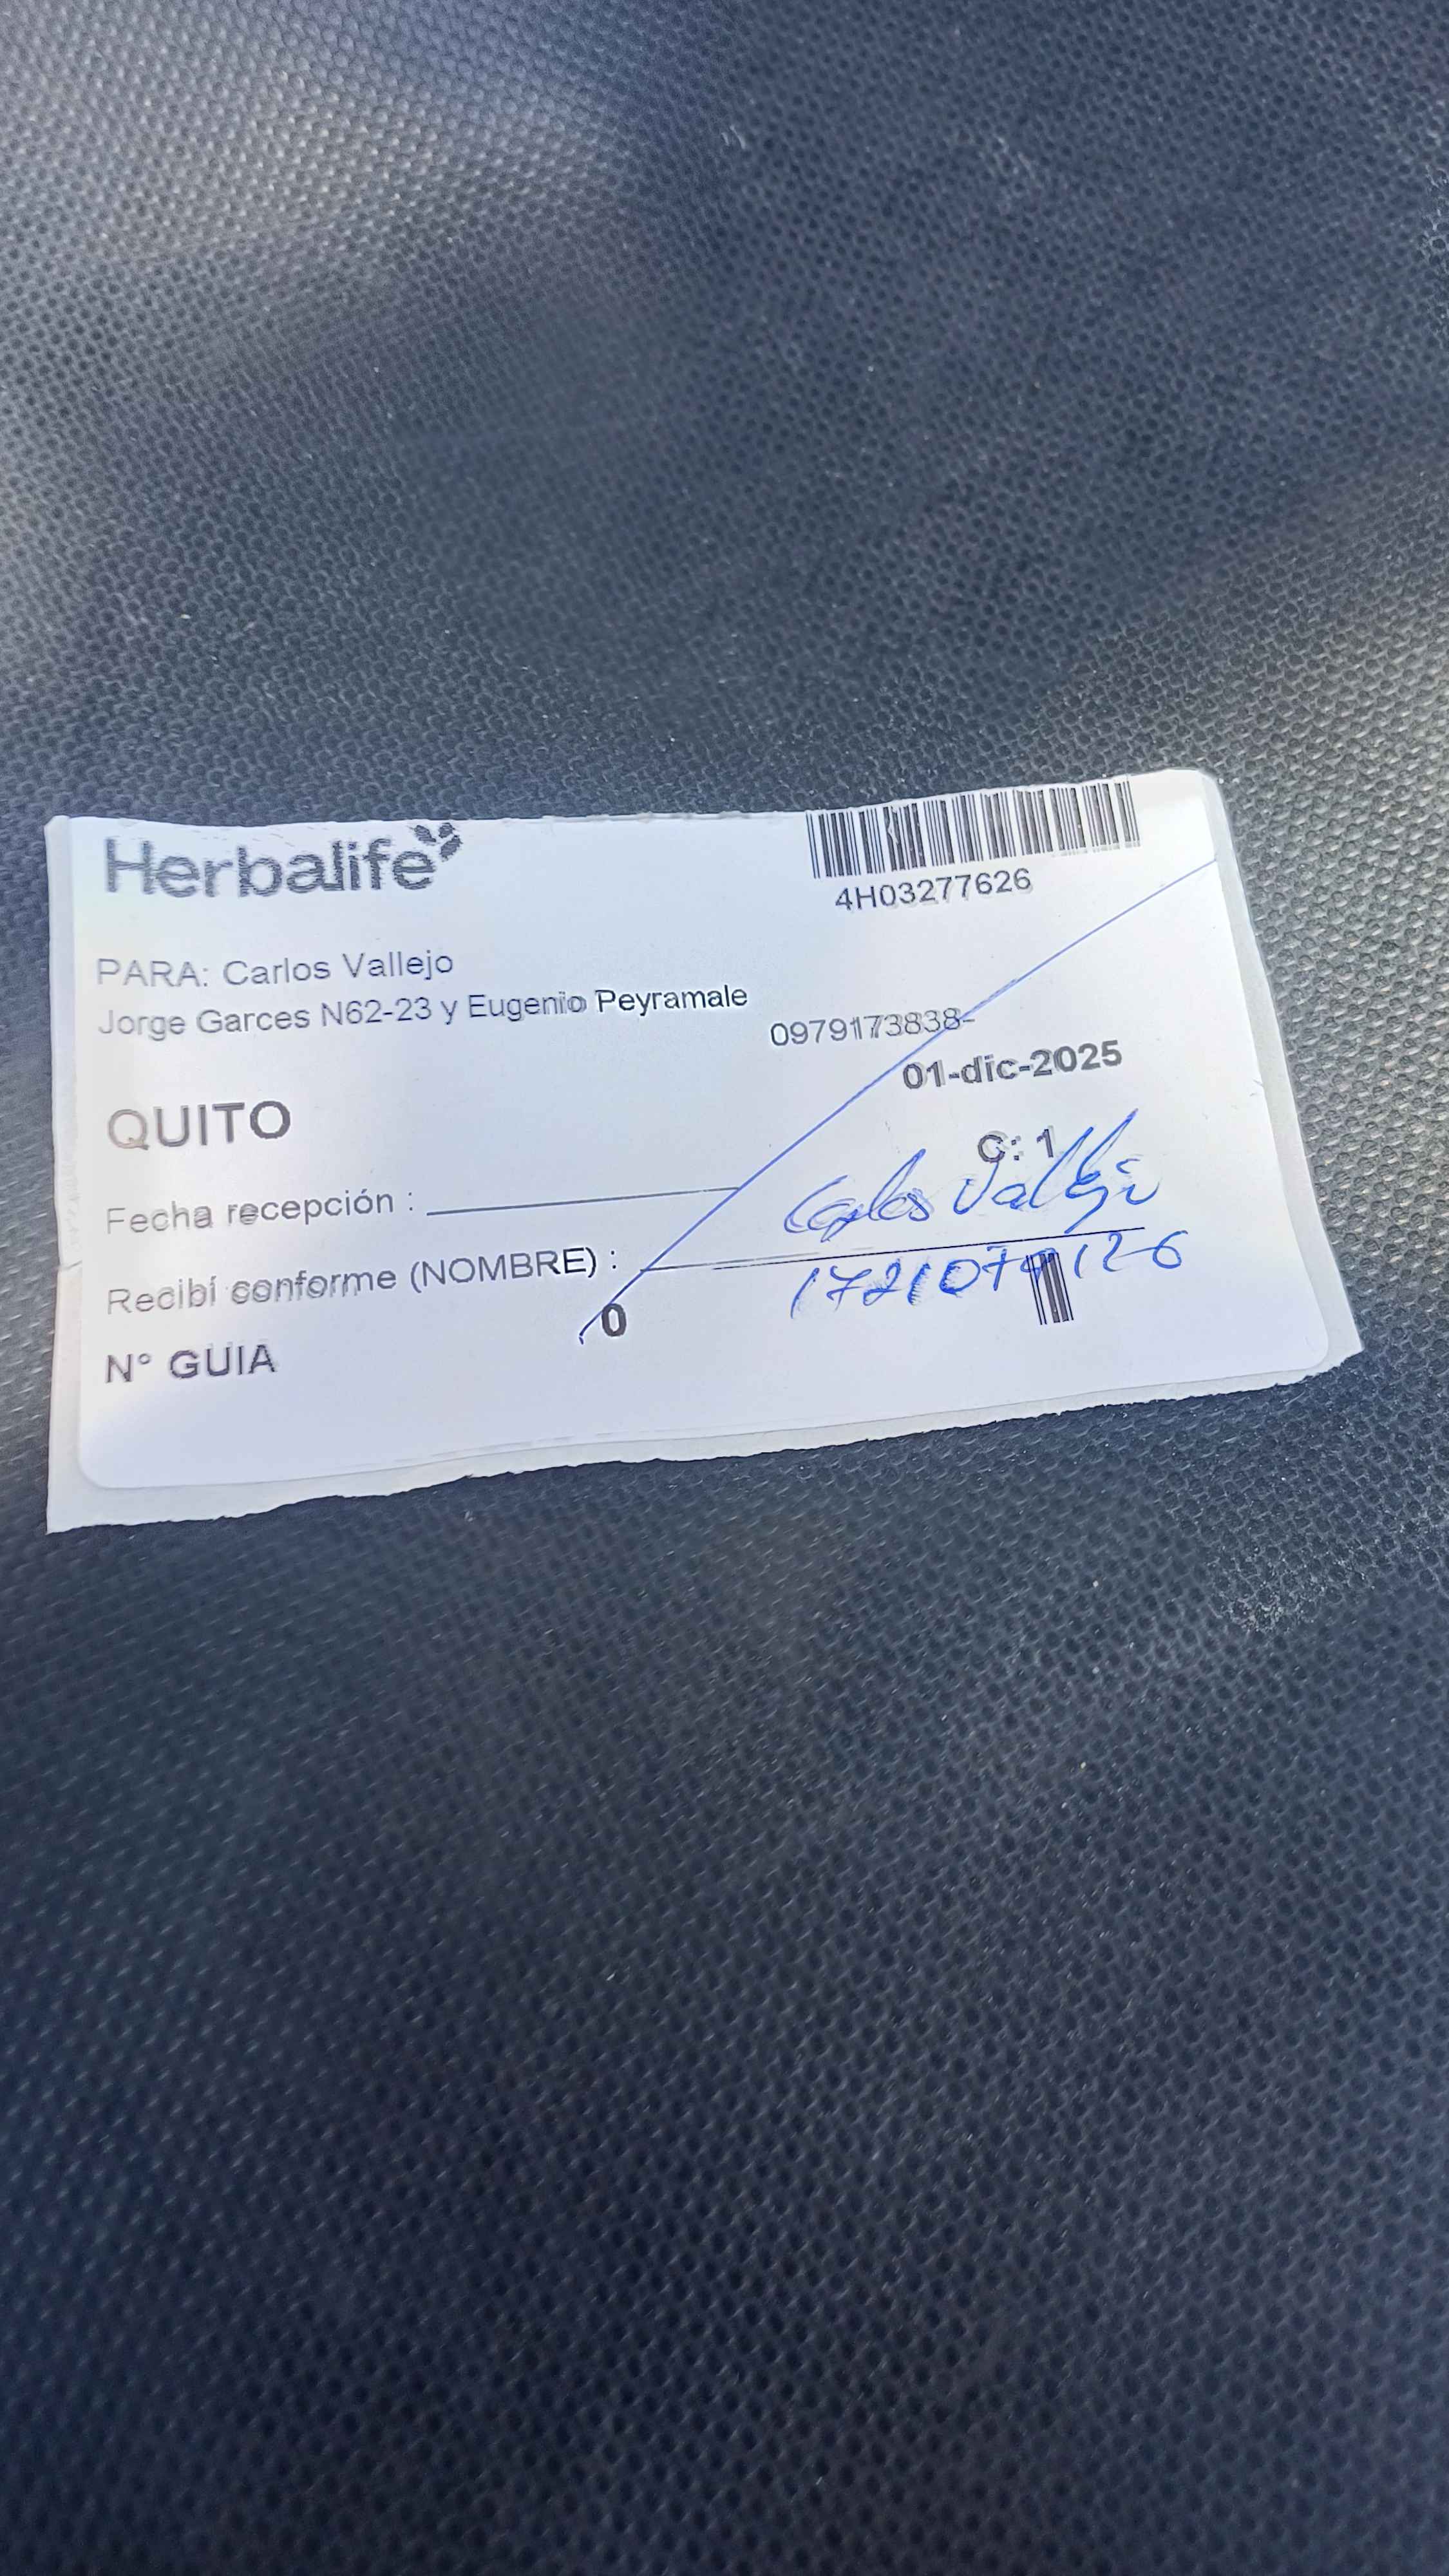 Herbalife
4H03277626
PARA: Carlos Vallejo
Jorge Garces N62-23 y Eugenio Peyramale
0979173838-
01-dic-2025
QUITO
C: 1
Fecha recepción :
Carlos Vallejo
Recibí conforme (NOMBRE) :
1721079126
0
N° GUIA